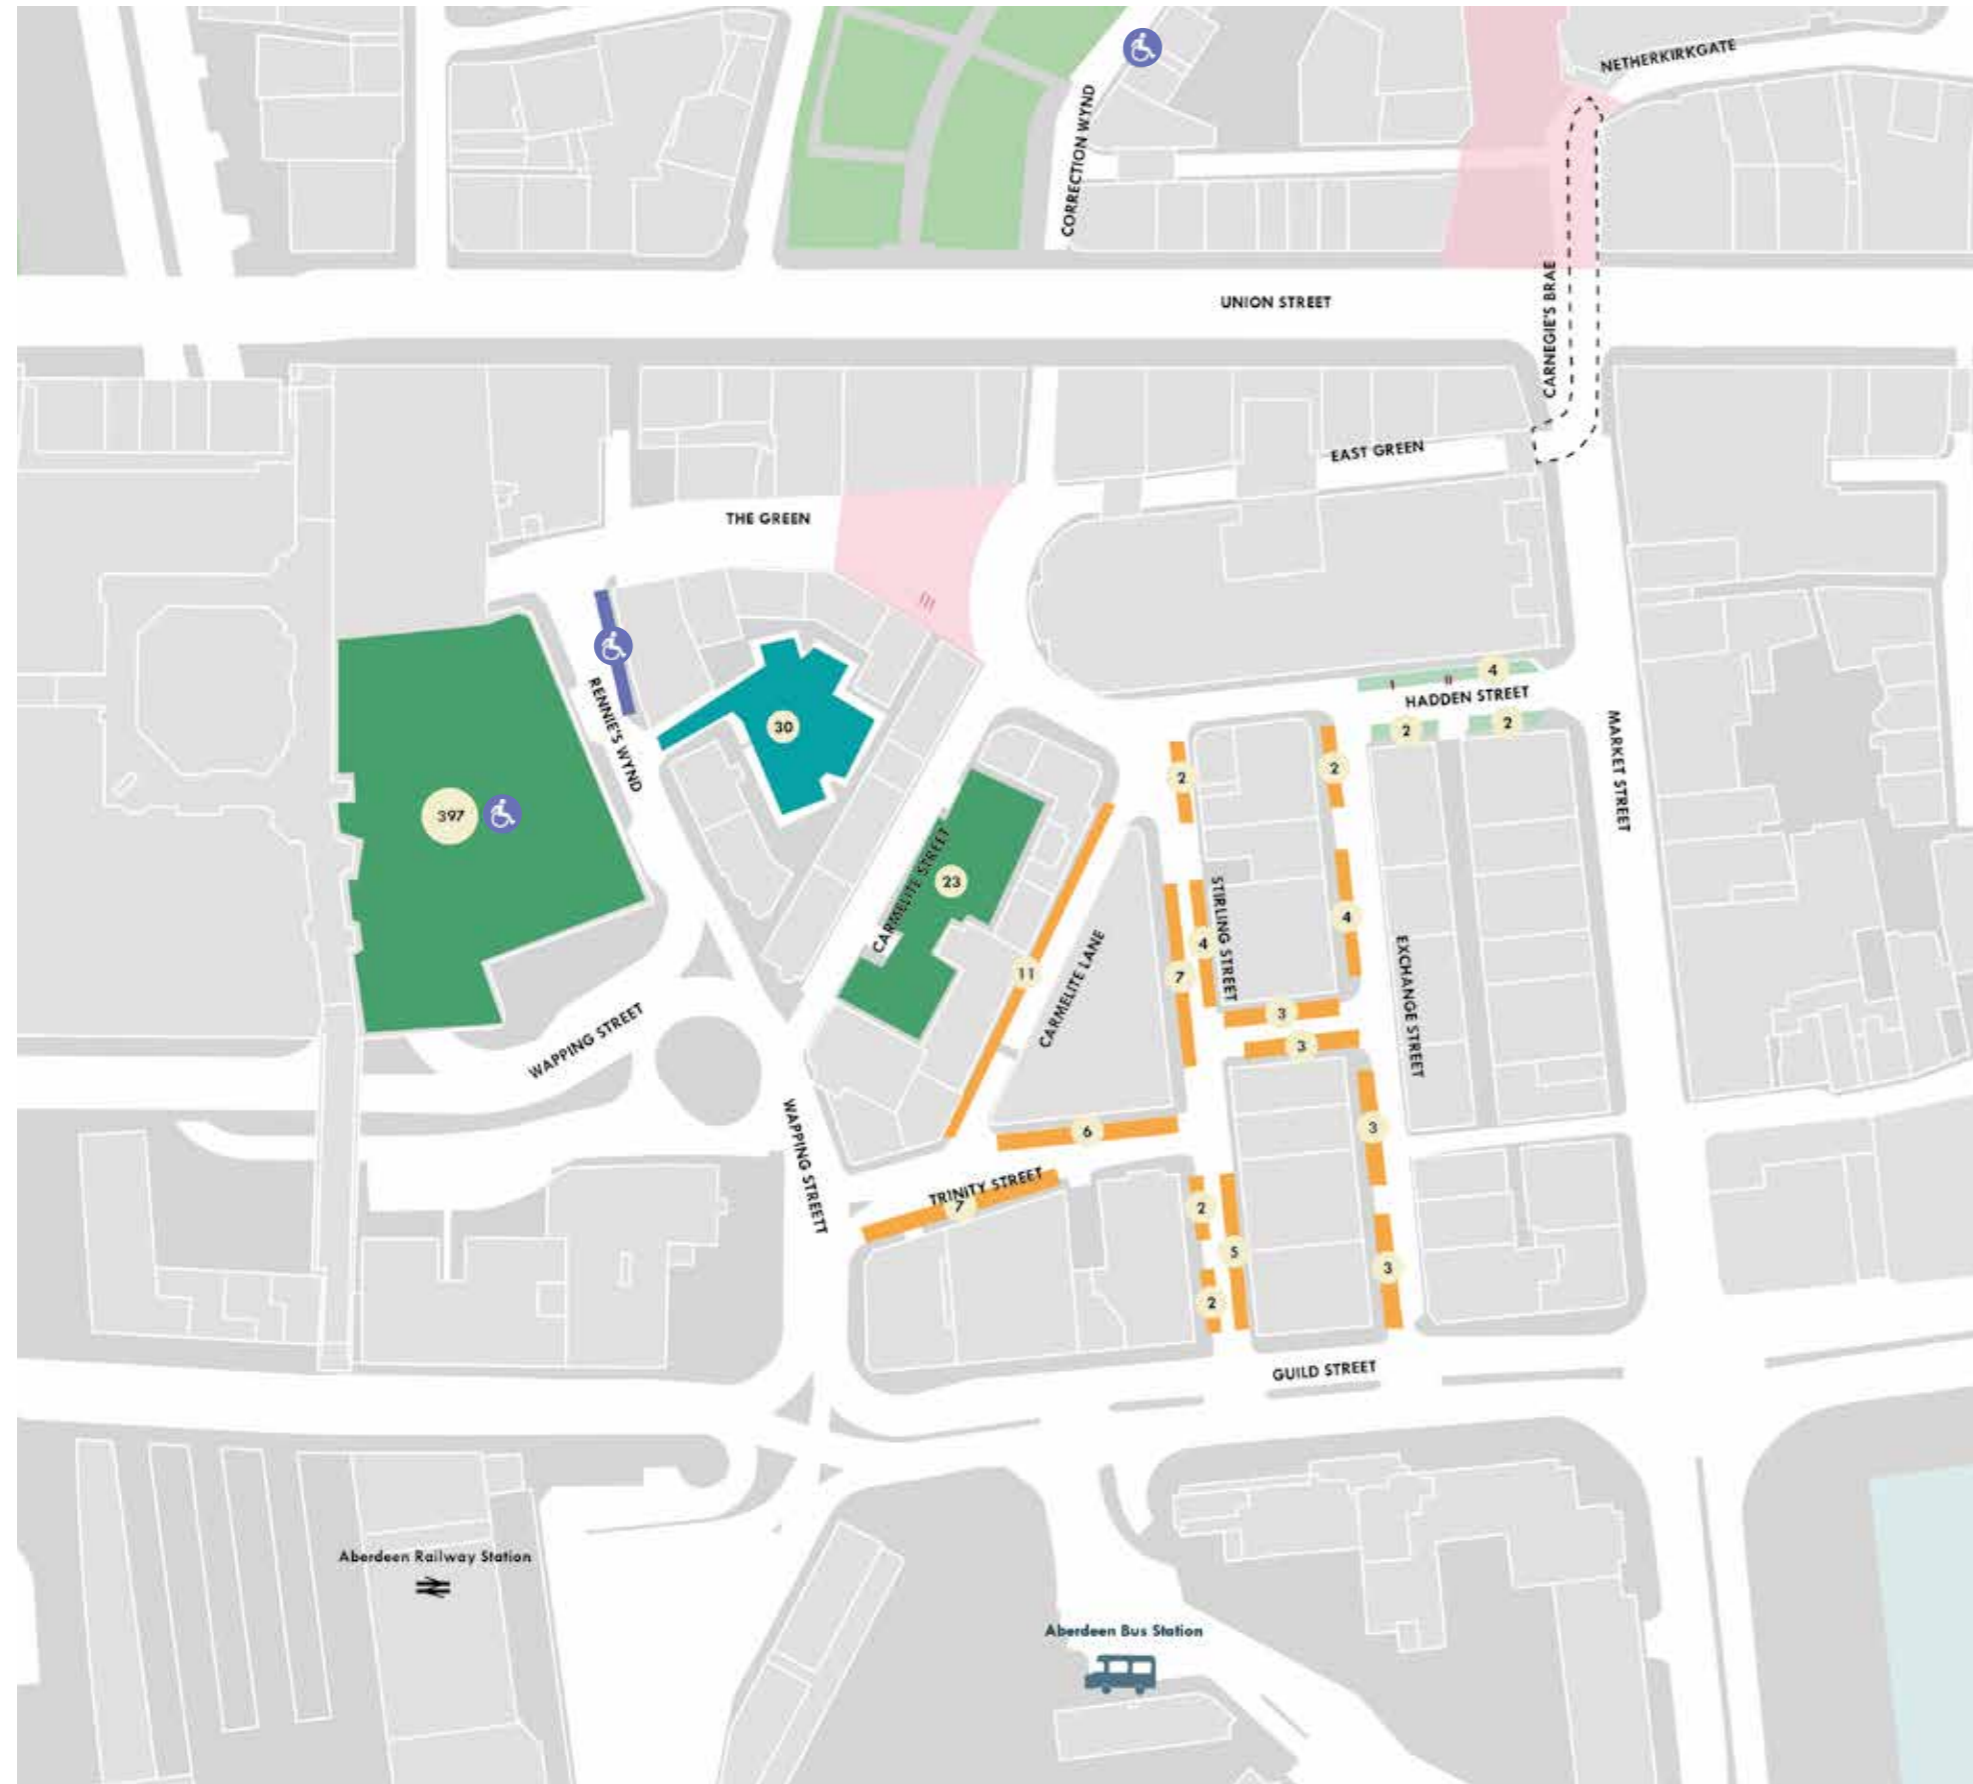 NETHERKIRKGATE
CORRECTION WYND
UNION STREET
CARNEGIE'S BRAE
EAST GREEN
THE GREEN
III
4
I
II
HADDEN STREET
2
2
RENNIE'S WYND
30
MARKET STREET
2
2
397
CARMELITE STREET
23
STIRLING STREET
4
4
EXCHANGE STREET
11
CARMELITE LANE
7
3
3
WAPPING STREET
WAPPING STREETT
6
3
TRINITY STREET
7
2
5
3
2
GUILD STREET
Aberdeen Railway Station
Aberdeen Bus Station